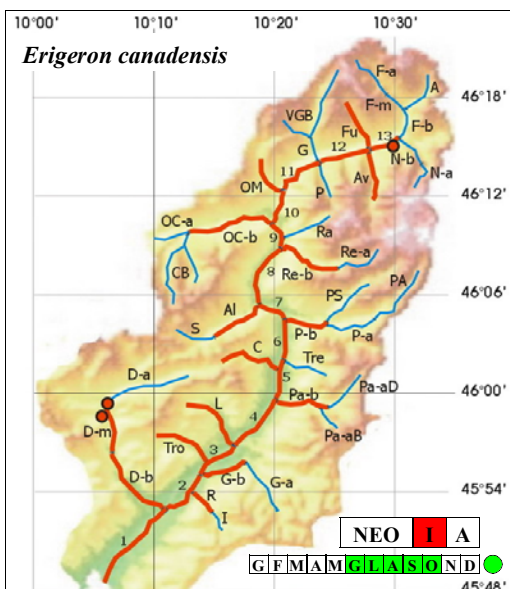 10°00' 10°10' 10°20' 10°30'
Erigeron canadensis
F-a
A
46°18'
F-m
VGB
Fu
F-b
13
12
G
N-b
11
N-a
OM
P
Av
46°12'
10
OC-a
Ra
OC-b
9
Re-a
8
Re-b
CB
PA
PS
46°06'
7
Al
S
P-b
P-a
6
C
Tre
D-a
5
46°00'
Pa-b
Pa-aD
L
4
D-m
Pa-aB
Tro
3
D-b
G-b
G-a
2
45°54'
R
I
1
NEO I A
G F M A M G L A S O N D
45°48'